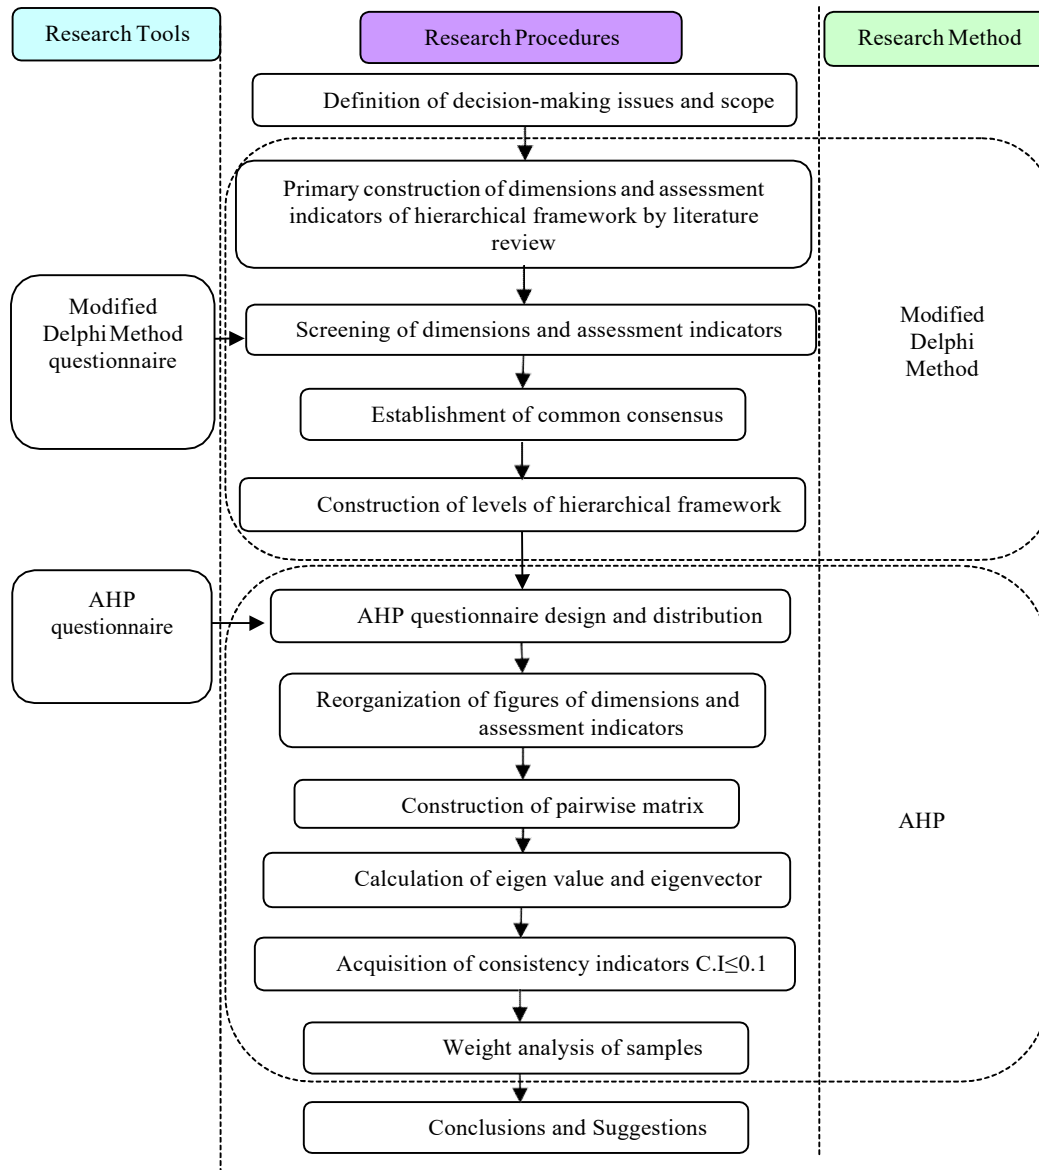 Research Tools
Research Procedures
Research Method
Definition of decision-making issues and scope
Primary construction of dimensions and assessment
indicators of hierarchical framework by literature
review
Modified
Delphi Method
questionnaire
Screening of dimensions and assessment indicators
Modified
Delphi
Method
Establishment of common consensus
Construction of levels of hierarchical framework
AHP
questionnaire
AHP questionnaire design and distribution
Reorganization of figures of dimensions and
assessment indicators
Construction of pairwise matrix
AHP
Calculation of eigen value and eigenvector
Acquisition of consistency indicators C.I≤0.1
Weight analysis of samples
Conclusions and Suggestions